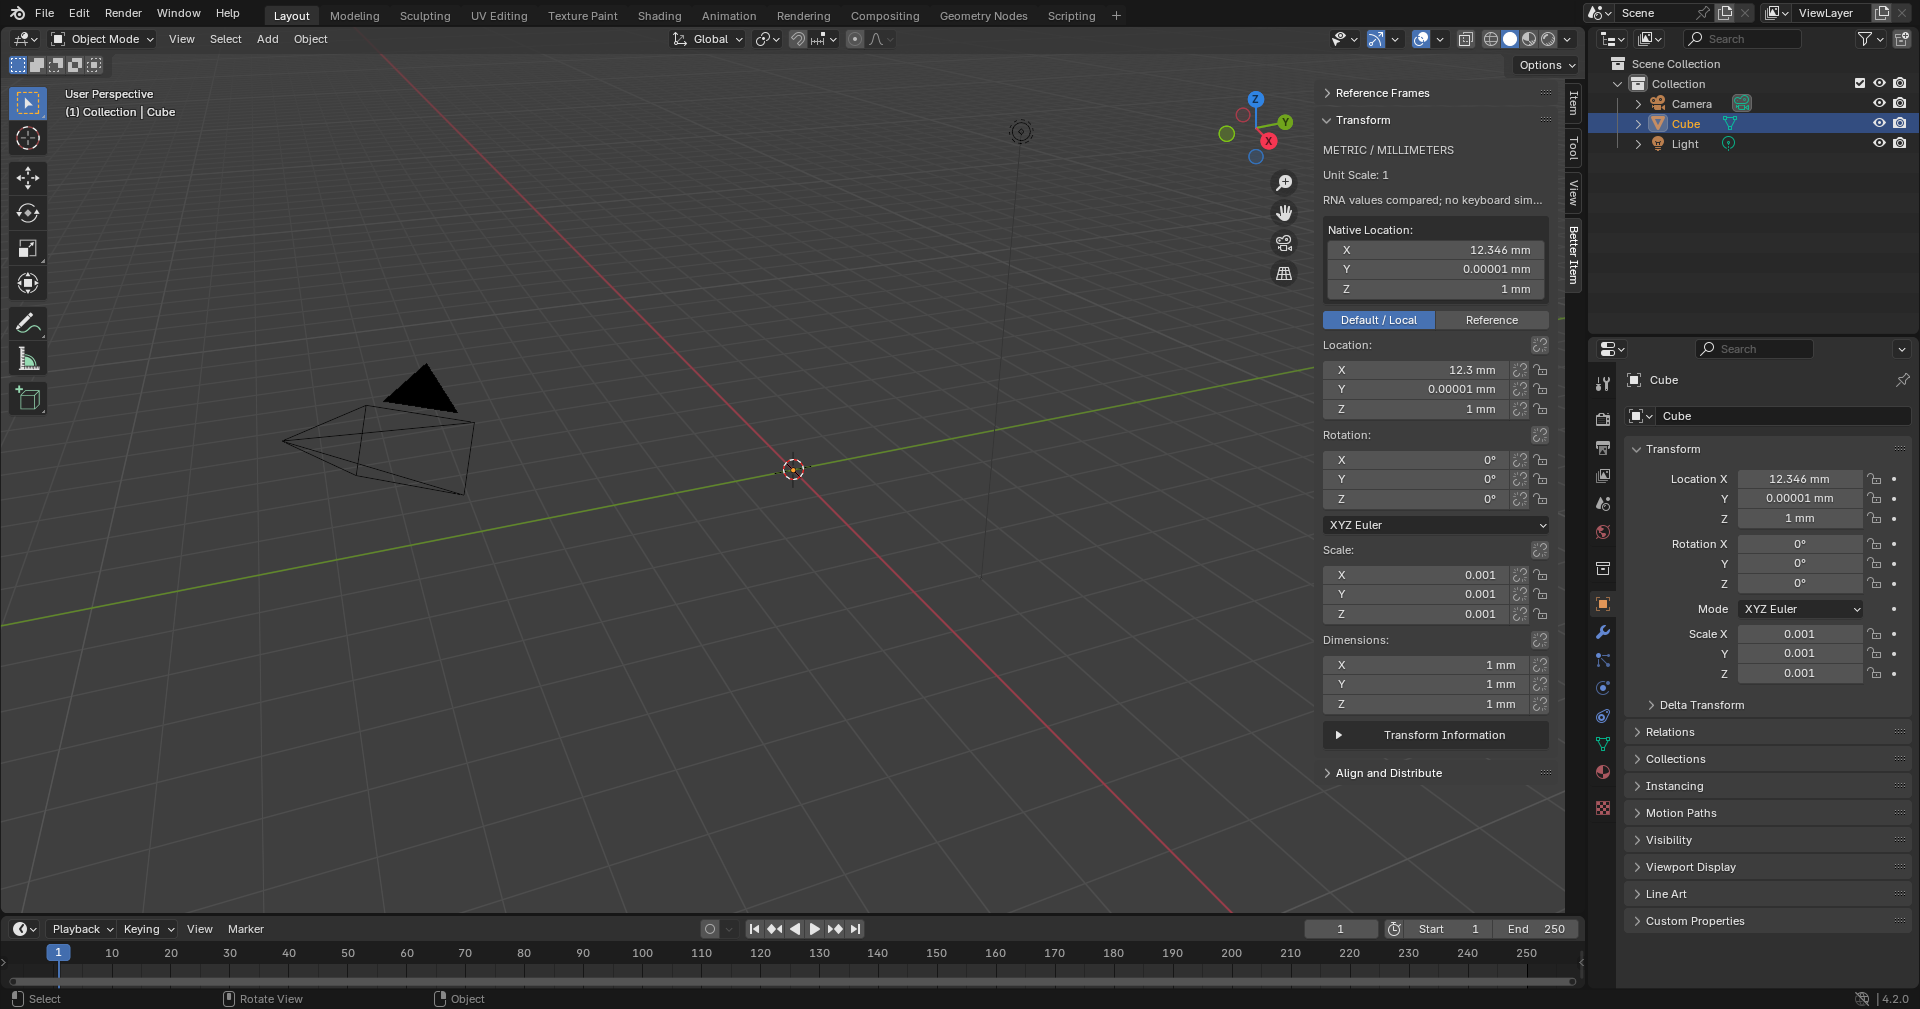 File Edit Render Window Help Layout Modeling Sculpting UV Editing Texture Paint Shading Animation Rendering Compositing Geometry Nodes Scripting + Scene ViewLayer
Object Mode View Select Add Object Global Search
Options
User Perspective
(1) Collection | Cube
Z
Y
X
Reference Frames
Transform
METRIC / MILLIMETERS
Unit Scale: 1
RNA values compared; no keyboard sim...
Native Location:
X 12.346 mm
Y 0.00001 mm
Z 1 mm
Default / Local Reference
Location:
X 12.3 mm
Y 0.00001 mm
Z 1 mm
Rotation:
X 0°
Y 0°
Z 0°
XYZ Euler
Scale:
X 0.001
Y 0.001
Z 0.001
Dimensions:
X 1 mm
Y 1 mm
Z 1 mm
Transform Information
Align and Distribute
Item
Tool
View
Better Item
Scene Collection
Collection
Camera
Cube
Light
Search
Cube
Cube
Transform
Location X 12.346 mm
Y 0.00001 mm
Z 1 mm
Rotation X 0°
Y 0°
Z 0°
Mode XYZ Euler
Scale X 0.001
Y 0.001
Z 0.001
Delta Transform
Relations
Collections
Instancing
Motion Paths
Visibility
Viewport Display
Line Art
Custom Properties
Playback Keying View Marker 1 Start 1 End 250
1 10 20 30 40 50 60 70 80 90 100 110 120 130 140 150 160 170 180 190 200 210 220 230 240 250
Select Rotate View Object 4.2.0